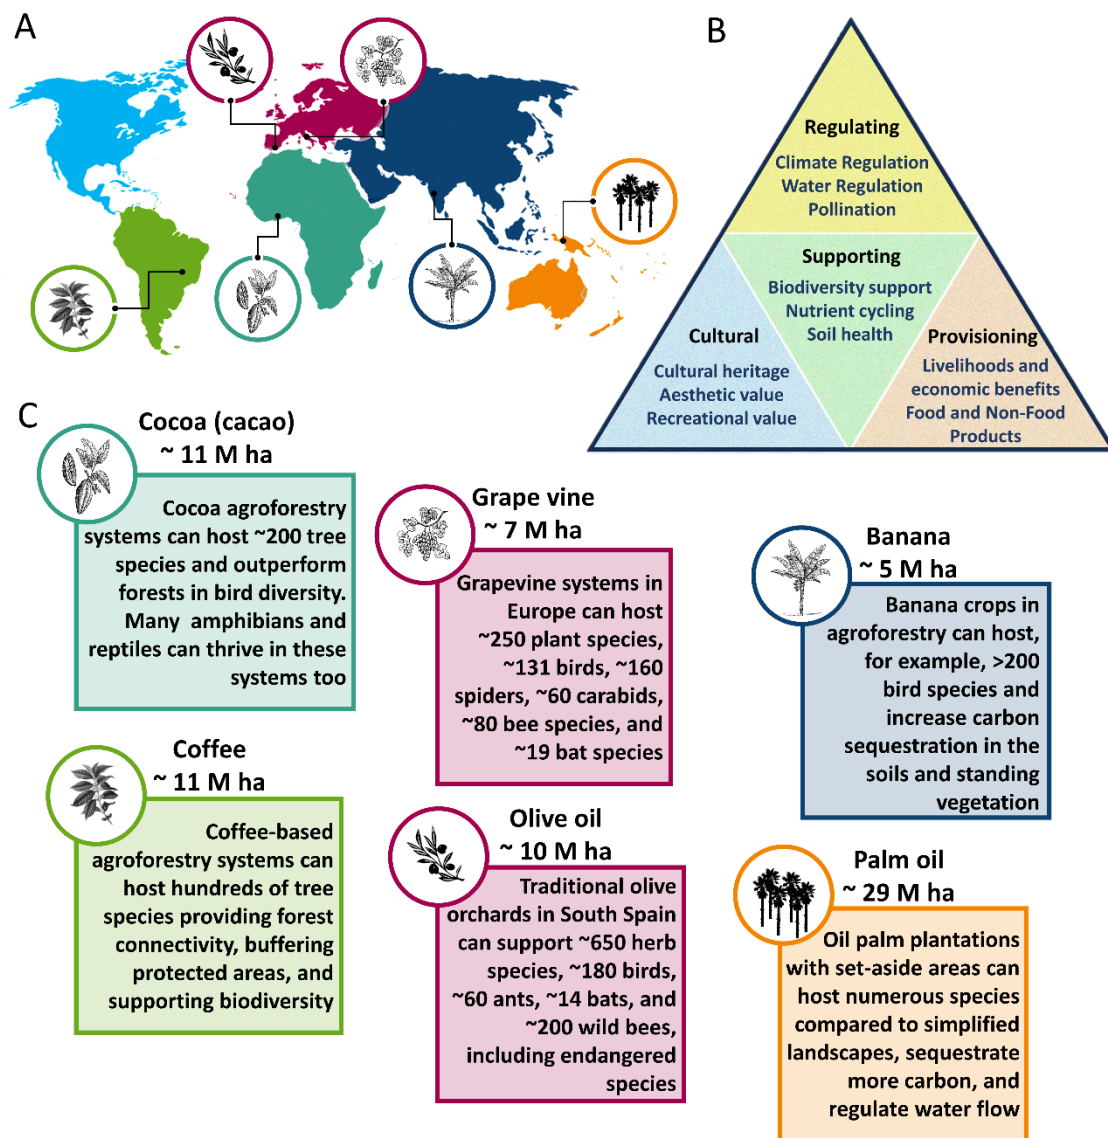 A
B
Regulating
Climate Regulation
Water Regulation
Pollination
Supporting
Biodiversity support
Nutrient cycling
Soil health
Cultural
Cultural heritage
Aesthetic value
Recreational value
Provisioning
Livelihoods and
economic benefits
Food and Non-Food
Products
C
Cocoa (cacao)
~ 11 M ha
Cocoa agroforestry
systems can host ~200 tree
species and outperform
forests in bird diversity.
Many amphibians and
reptiles can thrive in these
systems too
Grape vine
~ 7 M ha
Grapevine systems in
Europe can host
~250 plant species,
~131 birds, ~160
spiders, ~60 carabids,
~80 bee species, and
~19 bat species
Banana
~ 5 M ha
Banana crops in
agroforestry can host,
for example, >200
bird species and
increase carbon
sequestration in the
soils and standing
vegetation
Coffee
~ 11 M ha
Coffee-based
agroforestry systems can
host hundreds of tree
species providing forest
connectivity, buffering
protected areas, and
supporting biodiversity
Olive oil
~ 10 M ha
Traditional olive
orchards in South Spain
can support ~650 herb
species, ~180 birds,
~60 ants, ~14 bats, and
~200 wild bees,
including endangered
species
Palm oil
~ 29 M ha
Oil palm plantations
with set-aside areas can
host numerous species
compared to simplified
landscapes, sequestrate
more carbon, and
regulate water flow